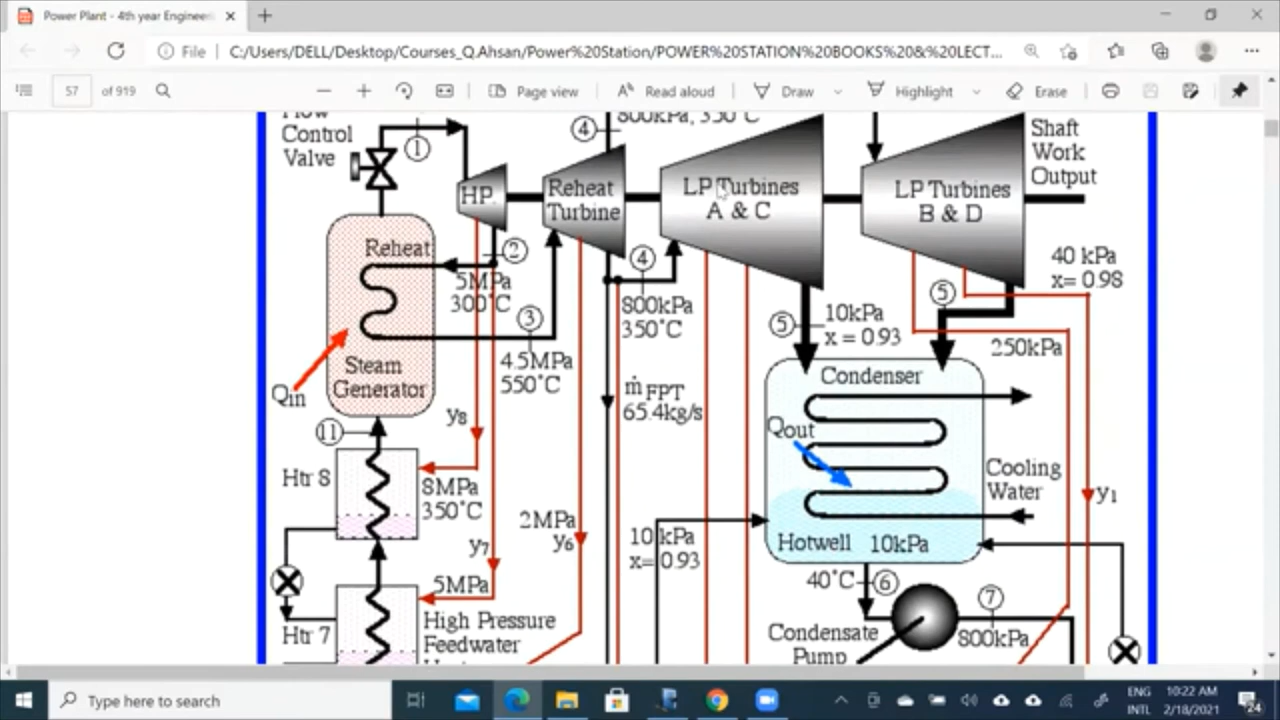 Power Plant - 4th year Engineeri
File
C:/Users/DELL/Desktop/Courses_Q.Ahsan/Power%20Station/POWER%20STATION%20BOOKS%20&%20LECT...
57 of 919
Page view
Read aloud
Draw
Highlight
Erase
Control
Valve
1
4
800kPa, 350°C
Shaft
Work
Output
HP.
Reheat
Turbine
LP Turbines
A & C
LP Turbines
B & D
Reheat
2
5MPa
300°C
4
800kPa
350°C
40 kPa
x= 0.98
5
3
5
10kPa
x = 0.93
250kPa
4.5MPa
550°C
Steam
Generator
Qin
Condenser
ṁFPT
65.4kg/s
y8
11
Qout
Htr 8
8MPa
350°C
Cooling
Water
y1
2MPa
y6
10 kPa
x= 0.93
Hotwell 10kPa
y7
5MPa
40°C
6
7
Htr 7
High Pressure
Feedwater
Condensate
Pump
800kPa
Type here to search
ENG
INTL
10:22 AM
2/18/2021
24